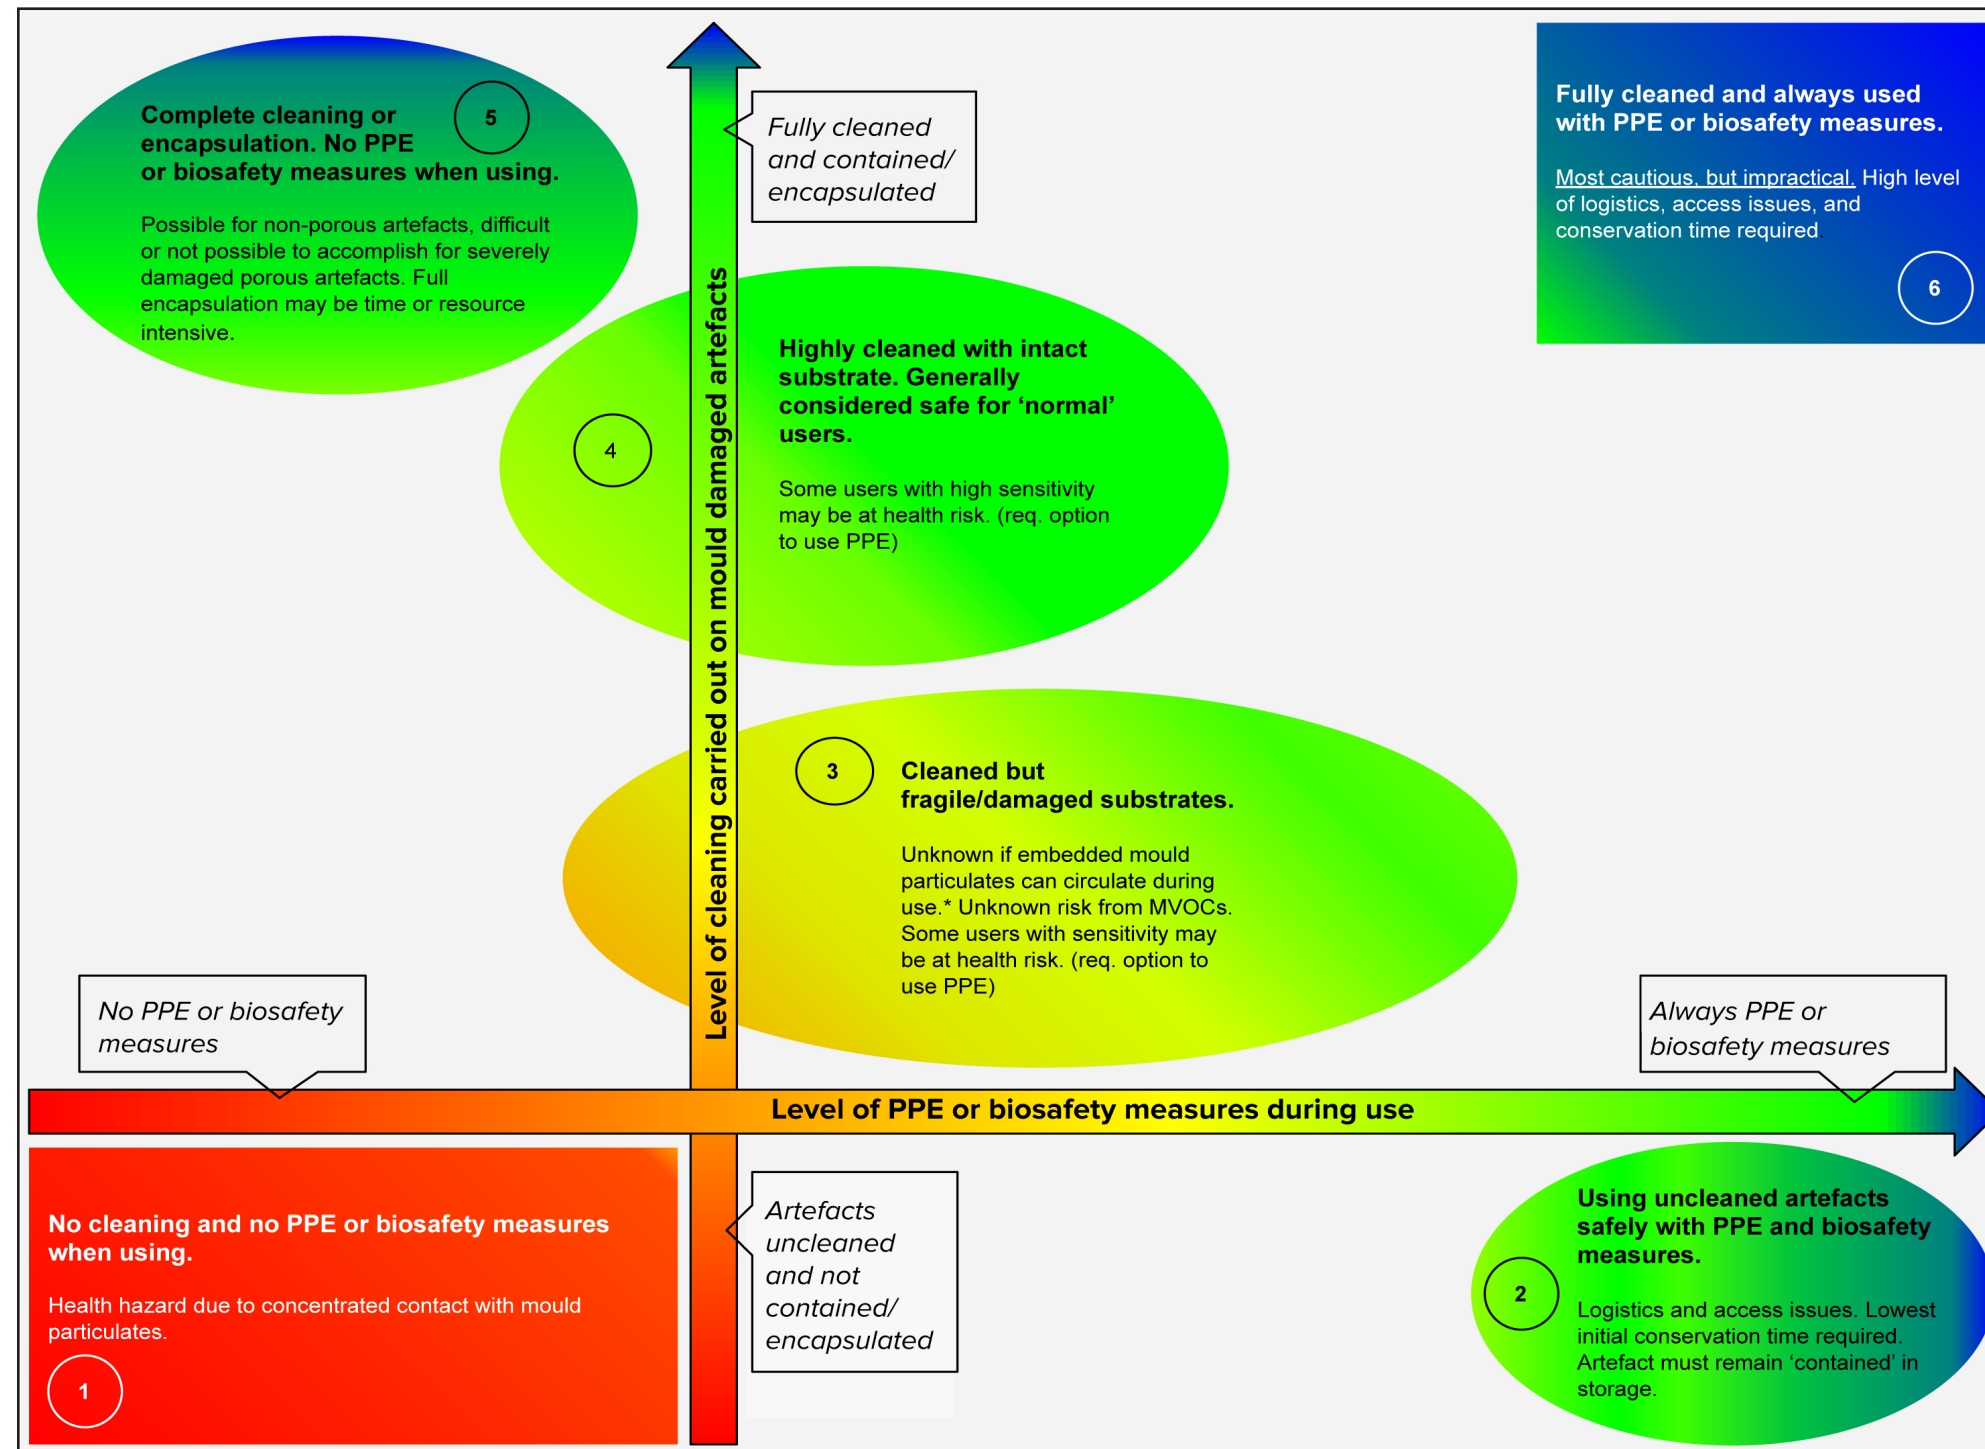 Complete cleaning or
encapsulation. No PPE
or biosafety measures when using.
5
Possible for non-porous artefacts, difficult
or not possible to accomplish for severely
damaged porous artefacts. Full
encapsulation may be time or resource
intensive.
Fully cleaned
and contained/
encapsulated
Fully cleaned and always used
with PPE or biosafety measures.
Most cautious, but impractical. High level
of logistics, access issues, and
conservation time required.
6
Level of cleaning carried out on mould damaged artefacts
4
Highly cleaned with intact
substrate. Generally
considered safe for ‘normal’
users.
Some users with high sensitivity
may be at health risk. (req. option
to use PPE)
3
Cleaned but
fragile/damaged substrates.
Unknown if embedded mould
particulates can circulate during
use.* Unknown risk from MVOCs.
Some users with sensitivity may
be at health risk. (req. option to
use PPE)
No PPE or biosafety
measures
Always PPE or
biosafety measures
Level of PPE or biosafety measures during use
No cleaning and no PPE or biosafety measures
when using.
Health hazard due to concentrated contact with mould
particulates.
1
Artefacts
uncleaned
and not
contained/
encapsulated
Using uncleaned artefacts
safely with PPE and biosafety
measures.
2
Logistics and access issues. Lowest
initial conservation time required.
Artefact must remain ‘contained’ in
storage.